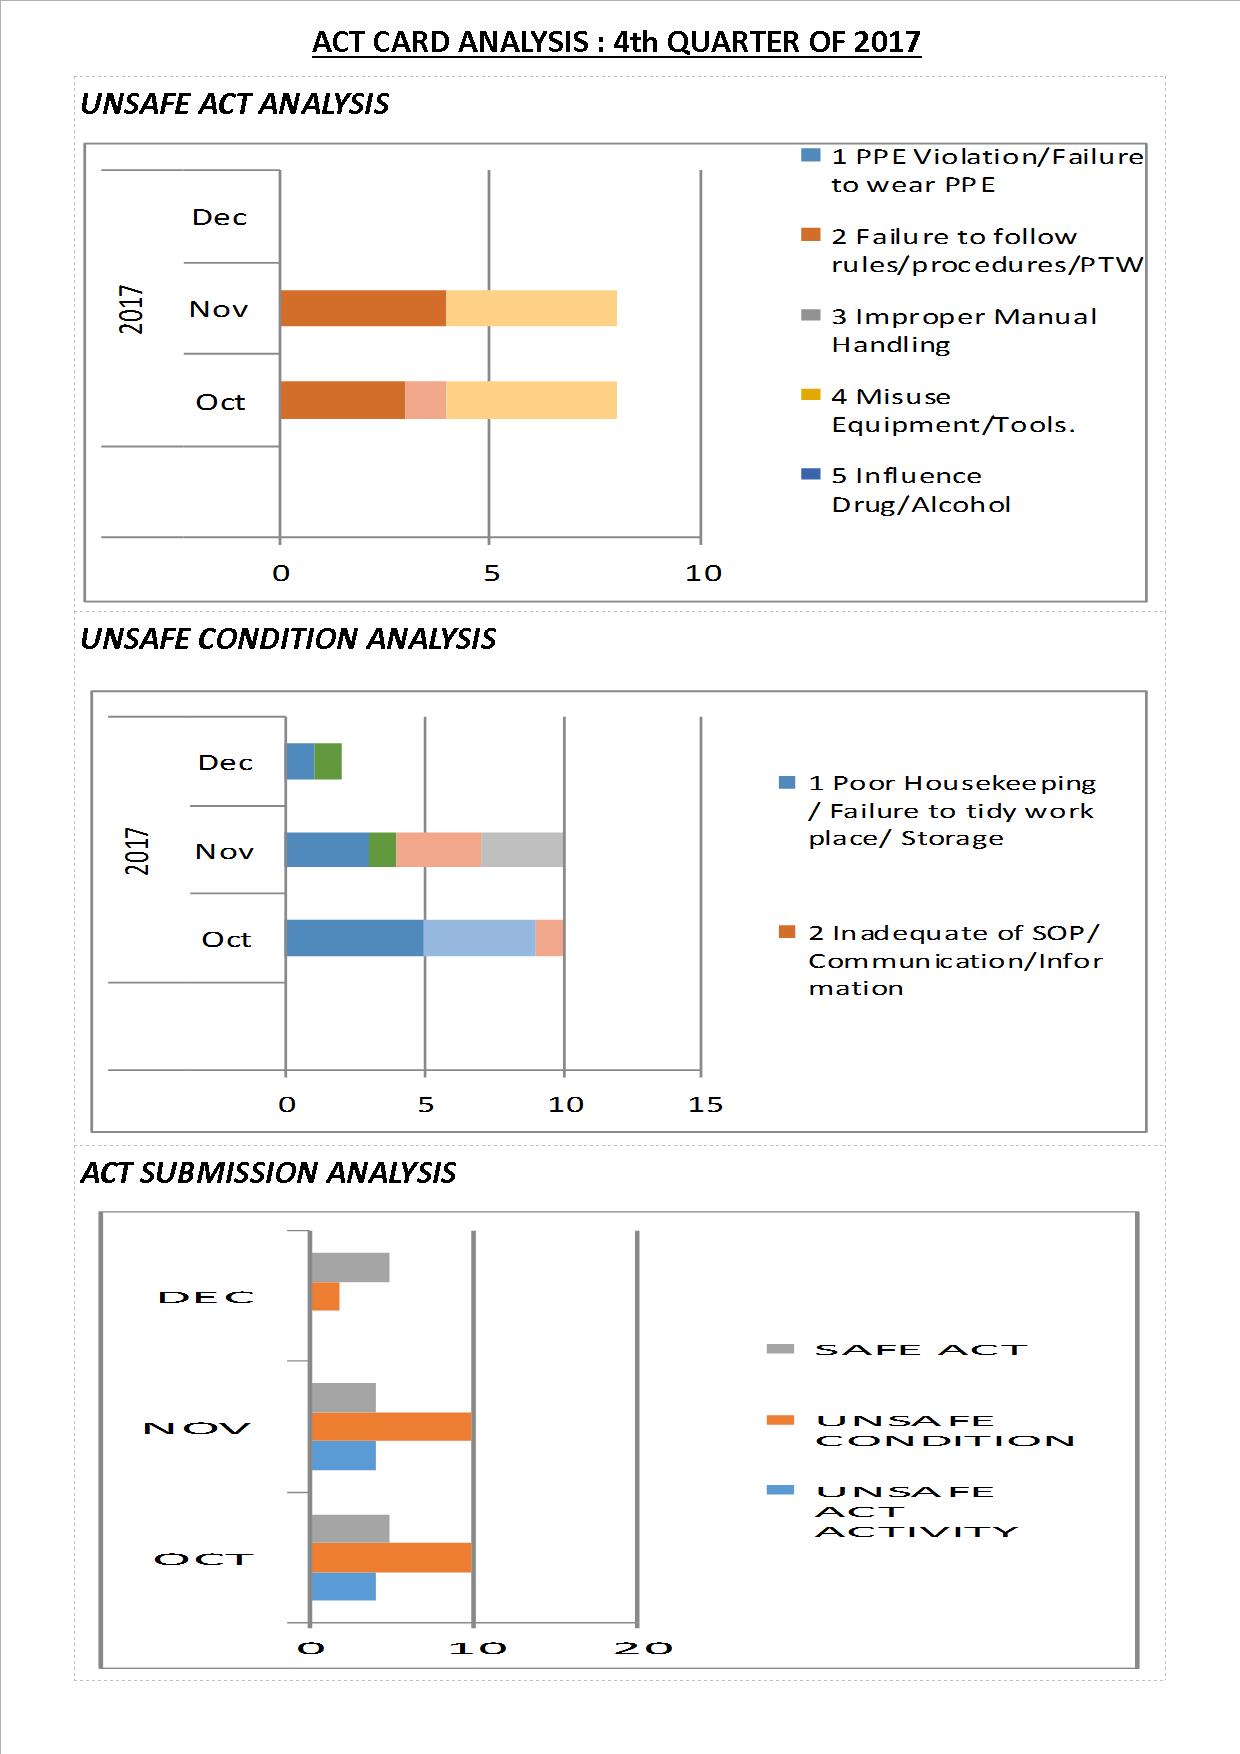 ACT CARD ANALYSIS : 4th QUARTER OF 2017
UNSAFE ACT ANALYSIS
Dec
Nov
Oct
2017
0 5 10
1 PPE Violation/Failure
to wear PPE
2 Failure to follow
rules/procedures/PTW
3 Improper Manual
Handling
4 Misuse
Equipment/Tools.
5 Influence
Drug/Alcohol
UNSAFE CONDITION ANALYSIS
Dec
Nov
Oct
2017
0 5 10 15
1 Poor Housekeeping
/ Failure to tidy work
place/ Storage
2 Inadequate of SOP/
Communication/Infor
mation
ACT SUBMISSION ANALYSIS
DEC
NOV
OCT
0 10 20
SAFE ACT
UNSAFE
CONDITION
UNSAFE
ACT
ACTIVITY